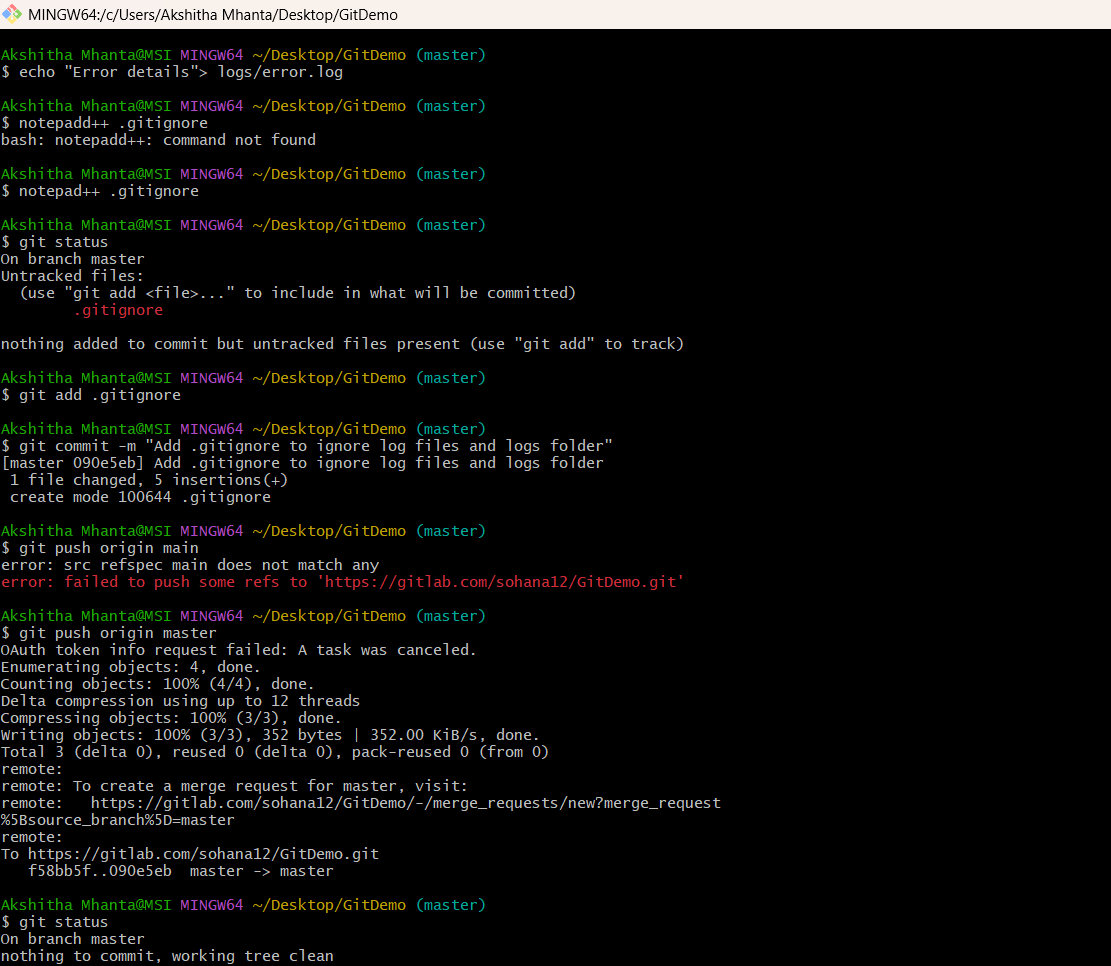 MINGW64:/c/Users/Akshitha Mhanta/Desktop/GitDemo
Akshitha Mhanta@MSI MINGW64 ~/Desktop/GitDemo (master)
$ echo "Error details"> logs/error.log
Akshitha Mhanta@MSI MINGW64 ~/Desktop/GitDemo (master)
$ notepadd++ .gitignore
bash: notepadd++: command not found
Akshitha Mhanta@MSI MINGW64 ~/Desktop/GitDemo (master)
$ notepad++ .gitignore
Akshitha Mhanta@MSI MINGW64 ~/Desktop/GitDemo (master)
$ git status
On branch master
Untracked files:
  (use "git add <file>..." to include in what will be committed)
        .gitignore
nothing added to commit but untracked files present (use "git add" to track)
Akshitha Mhanta@MSI MINGW64 ~/Desktop/GitDemo (master)
$ git add .gitignore
Akshitha Mhanta@MSI MINGW64 ~/Desktop/GitDemo (master)
$ git commit -m "Add .gitignore to ignore log files and logs folder"
[master 090e5eb] Add .gitignore to ignore log files and logs folder
 1 file changed, 5 insertions(+)
 create mode 100644 .gitignore
Akshitha Mhanta@MSI MINGW64 ~/Desktop/GitDemo (master)
$ git push origin main
error: src refspec main does not match any
error: failed to push some refs to 'https://gitlab.com/sohana12/GitDemo.git'
Akshitha Mhanta@MSI MINGW64 ~/Desktop/GitDemo (master)
$ git push origin master
OAuth token info request failed: A task was canceled.
Enumerating objects: 4, done.
Counting objects: 100% (4/4), done.
Delta compression using up to 12 threads
Compressing objects: 100% (3/3), done.
Writing objects: 100% (3/3), 352 bytes | 352.00 KiB/s, done.
Total 3 (delta 0), reused 0 (delta 0), pack-reused 0 (from 0)
remote:
remote: To create a merge request for master, visit:
remote:   https://gitlab.com/sohana12/GitDemo/-/merge_requests/new?merge_request
%5Bsource_branch%5D=master
remote:
To https://gitlab.com/sohana12/GitDemo.git
   f58bb5f..090e5eb  master -> master
Akshitha Mhanta@MSI MINGW64 ~/Desktop/GitDemo (master)
$ git status
On branch master
nothing to commit, working tree clean